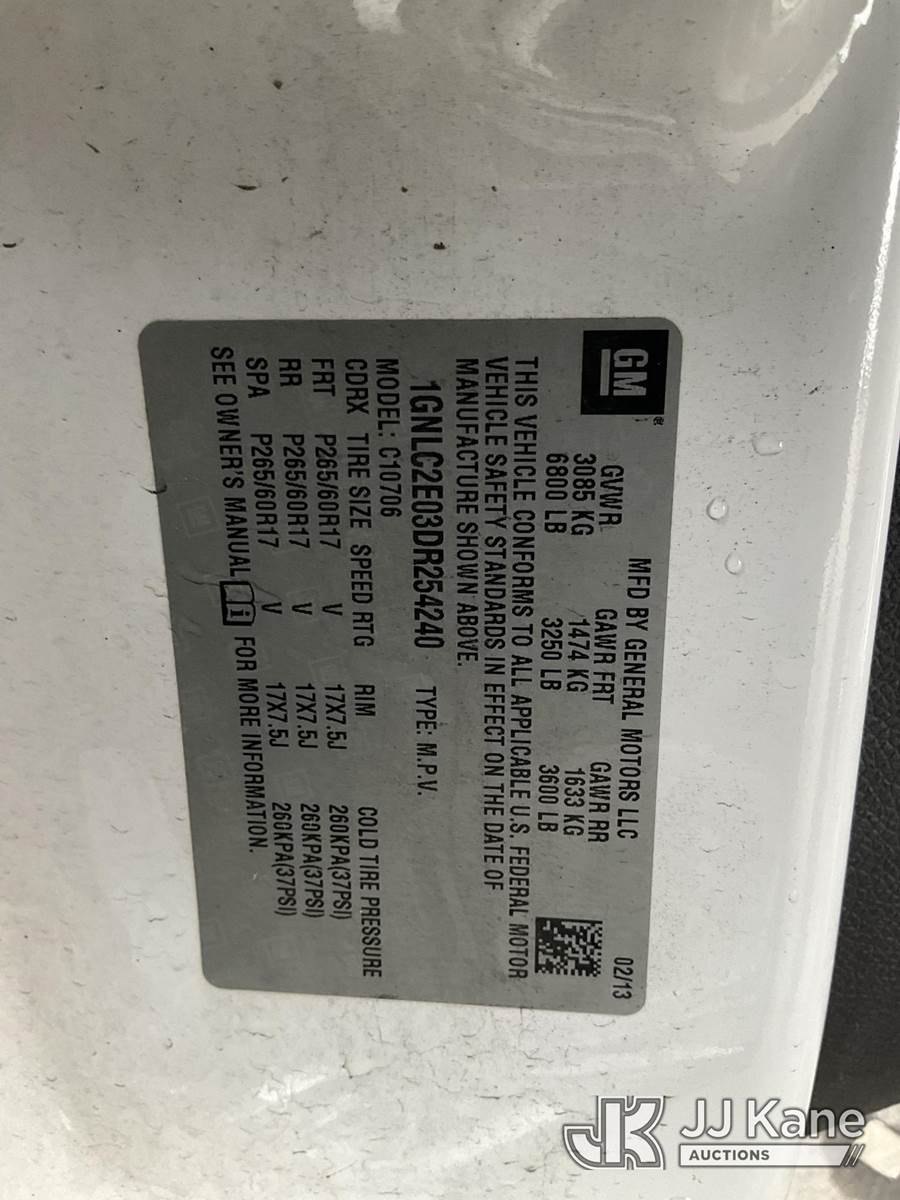 GM®
MFD BY GENERAL MOTORS LLC 02/13
GVWR GAWR FRT GAWR RR
3085 KG 1474 KG 1633 KG
6800 LB 3250 LB 3600 LB
THIS VEHICLE CONFORMS TO ALL APPLICABLE U.S. FEDERAL MOTOR
VEHICLE SAFETY STANDARDS IN EFFECT ON THE DATE OF
MANUFACTURE SHOWN ABOVE.
1GNLC2E03DR254240 TYPE: M.P.V.
MODEL: C10706
CDRX TIRE SIZE SPEED RTG RIM COLD TIRE PRESSURE
FRT P265/60R17 V 17X7.5J 260KPA(37PSI)
RR P265/60R17 V 17X7.5J 260KPA(37PSI)
SPA P265/60R17 V 17X7.5J 260KPA(37PSI)
SEE OWNER'S MANUAL i FOR MORE INFORMATION.
JK JJ Kane
AUCTIONS